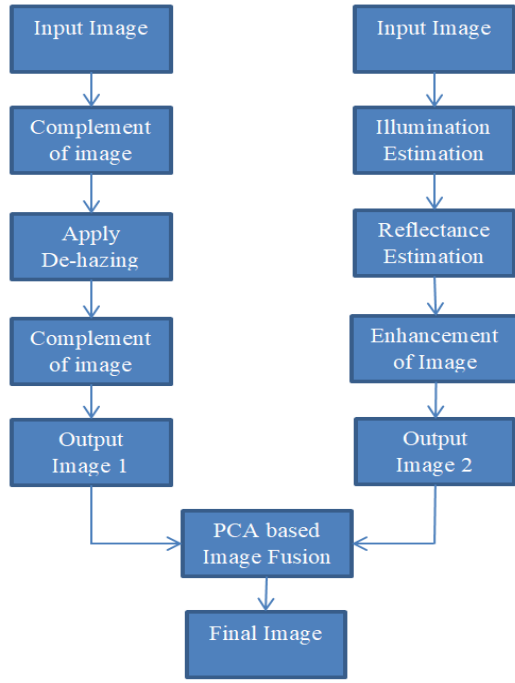 Input Image
Complement
of image
Apply
De-hazing
Complement
of image
Output
Image 1
Input Image
Illumination
Estimation
Reflectance
Estimation
Enhancement
of Image
Output
Image 2
PCA based
Image Fusion
Final Image